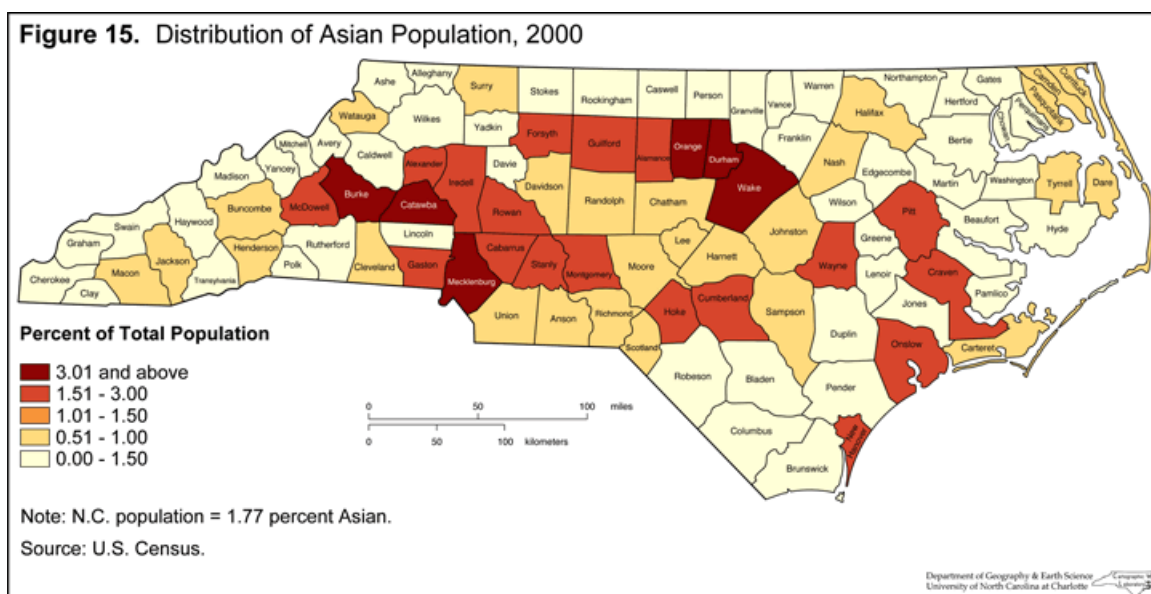 Figure 15. Distribution of Asian Population, 2000
Ashe
Alleghany
Surry
Stokes
Rockingham
Caswell
Person
Granville
Vance
Warren
Northampton
Gates
Hertford
Camden
Currituck
Pasquotank
Perquimans
Chowan
Watauga
Wilkes
Yadkin
Forsyth
Guilford
Alamance
Orange
Durham
Franklin
Halifax
Bertie
Mitchell
Avery
Yancey
Caldwell
Alexander
Iredell
Davie
Davidson
Randolph
Chatham
Wake
Nash
Edgecombe
Martin
Washington
Tyrrell
Dare
Madison
Buncombe
McDowell
Burke
Catawba
Rowan
Johnston
Wilson
Pitt
Beaufort
Hyde
Haywood
Swain
Graham
Cherokee
Clay
Macon
Jackson
Transylvania
Henderson
Polk
Rutherford
Cleveland
Lincoln
Gaston
Mecklenburg
Cabarrus
Stanly
Montgomery
Moore
Lee
Harnett
Wayne
Greene
Lenoir
Craven
Pamlico
Jones
Union
Anson
Richmond
Scotland
Hoke
Cumberland
Sampson
Duplin
Onslow
Carteret
Robeson
Bladen
Pender
Columbus
Brunswick
New
Hanover
Percent of Total Population
3.01 and above
1.51 - 3.00
1.01 - 1.50
0.51 - 1.00
0.00 - 1.50
0 50 100 miles
0 50 100 kilometers
Note: N.C. population = 1.77 percent Asian.
Source: U.S. Census.
Department of Geography & Earth Science
University of North Carolina at Charlotte
Cartographic
Laboratory